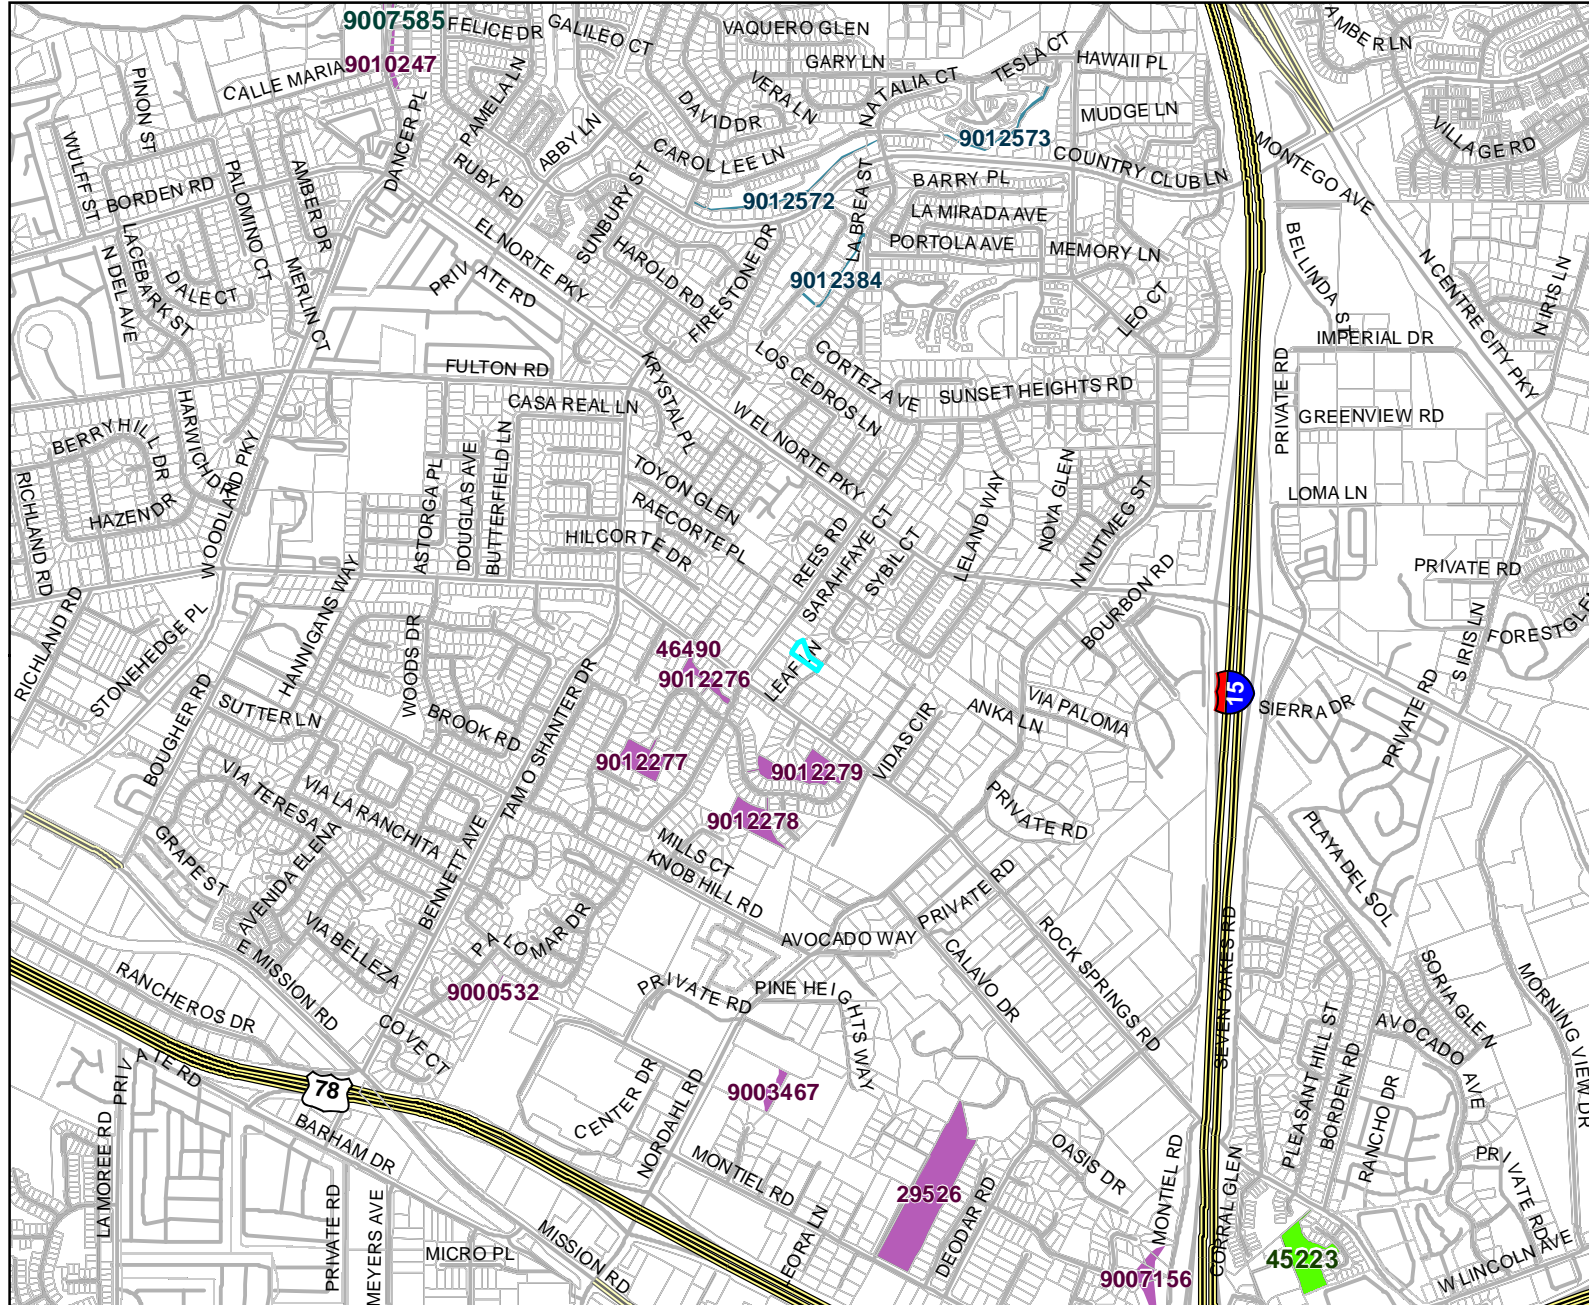 9007585
FELICE DR
GALILEO CT
VAQUERO GLEN
AMBER LN
GARY LN
TESLA CT
HAWAII PL
9010247
CALLE MARIA
PINON ST
PAMELA LN
DAVID DR
VERA LN
NATALIA CT
MUDGE LN
DANCER PL
ABBY LN
CAROL LEE LN
9012573
COUNTRY CLUB LN
MONTEGO AVE
VILLAGE RD
WULFF ST
BORDEN RD
PALOMINO CT
AMBER DR
RUBY RD
SUNBURY ST
9012572
LA BREA ST
BARRY PL
LA MIRADA AVE
PORTOLA AVE
MEMORY LN
N DEL AVE
LACEBARK ST
DALE CT
MERLIN CT
EL NORTE PKY
PRIVATE RD
HAROLD RD
FIRESTONE DR
9012384
LEO CT
BELLINDA ST
N CENTRE CITY PKY
N IRIS LN
IMPERIAL DR
FULTON RD
KRYSTAL PL
LOS CEDROS LN
CORTEZ AVE
SUNSET HEIGHTS RD
PRIVATE RD
GREENVIEW RD
CASA REAL LN
W EL NORTE PKY
BERRYHILL DR
HARWICH DR
WOODLAND PKY
RICHLAND RD
HAZEN DR
ASTORGA PL
DOUGLAS AVE
BUTTERFIELD LN
TOYON GLEN
RAECORTE PL
HILCORTE DR
REES RD
SARAHFAYE CT
SYBIL CT
LELAND WAY
NOVA GLEN
N NUTMEG ST
LOMA LN
PRIVATE RD
BOURBON RD
FORESTGLEN
S IRIS LN
RICHLAND RD
STONEHEDGE PL
HANNIGANS WAY
WOODS DR
46490
9012276
LEAF LN
BOUGHER RD
SUTTER LN
BROOK RD
TAM O SHANTER DR
ANKA LN
VIA PALOMA
15
SIERRA DR
PRIVATE RD
9012277
9012279
VIDAS CIR
9012278
PRIVATE RD
VIA TERESA
VIA LA RANCHITA
PLAYA DEL SOL
GRAPE ST
AVENIDA ELENA
BENNETT AVE
MILLS CT
KNOB HILL RD
PRIVATE RD
VIA BELLEZA
PALOMAR DR
AVOCADO WAY
CALAVO DR
ROCK SPRINGS RD
SEVEN OAKES RD
E MISSION RD
RANCHEROS DR
9000532
PRIVATE RD
PINE HEIGHTS WAY
SORIA GLEN
MORNING VIEW DR
COVE CT
AVOCADO AVE
PLEASANT HILL ST
BORDEN RD
RANCHO DR
PRIVATE RD
78
CENTER DR
NORDAHL RD
9003467
LA MOREE RD
BARHAM DR
MONTIEL RD
OASIS DR
MONTIEL RD
CORRAL GLEN
PRIVATE RD
29526
DEODAR RD
PRIVATE RD
MEYERS AVE
MICRO PL
MISSION RD
LEORA LN
9007156
45223
W LINCOLN AVE